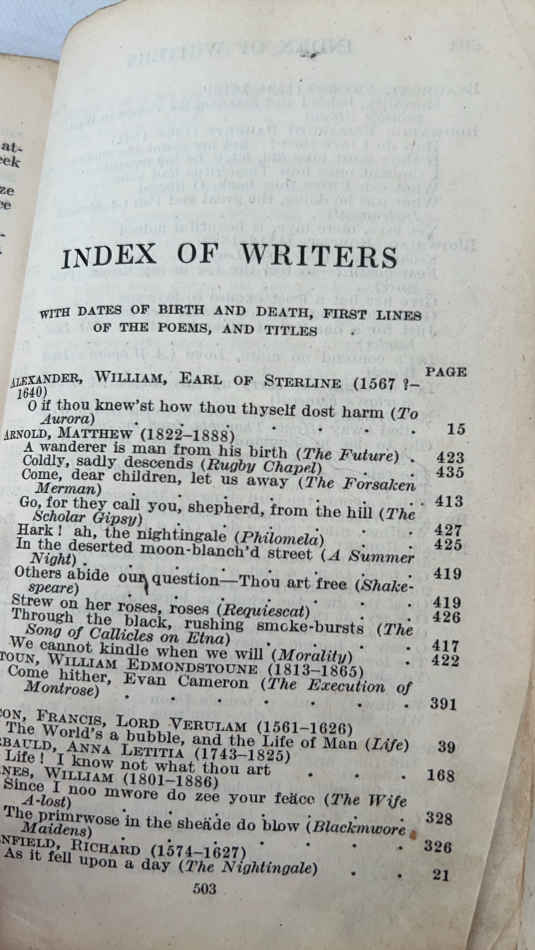 at-
eek
ze
ce
INDEX OF WRITERS
WITH DATES OF BIRTH AND DEATH, FIRST LINES
OF THE POEMS, AND TITLES
PAGE
ALEXANDER, WILLIAM, EARL OF STERLINE (1567 ?–
1640)
O if thou knew'st how thou thyself dost harm (To
Aurora) . . . . . . 15
ARNOLD, MATTHEW (1822–1888)
A wanderer is man from his birth (The Future) . 423
Coldly, sadly descends (Rugby Chapel) . . 435
Come, dear children, let us away (The Forsaken
Merman) . . . . . . . 413
Go, for they call you, shepherd, from the hill (The
Scholar Gipsy) . . . . . . 427
Hark ! ah, the nightingale (Philomela) . . 425
In the deserted moon-blanch'd street (A Summer
Night) . . . . . . . 419
Others abide our question—Thou art free (Shake-
speare) . . . . . . . 419
Strew on her roses, roses (Requiescat) . . 426
Through the black, rushing smoke-bursts (The
Song of Callicles on Etna) . . . . 417
We cannot kindle when we will (Morality) . 422
TOUN, WILLIAM EDMONDSTOUNE (1813–1865)
Come hither, Evan Cameron (The Execution of
Montrose) . . . . . . . 391
CON, FRANCIS, LORD VERULAM (1561–1626)
The World's a bubble, and the Life of Man (Life) 39
RBAULD, ANNA LETITIA (1743–1825)
Life ! I know not what thou art . . . 168
NES, WILLIAM (1801–1886)
Since I noo mwore do zee your feäce (The Wife
A-lost) . . . . . . . 328
The primrwose in the sheäde do blow (Blackmwore
Maidens) . . . . . . . 326
NFIELD, RICHARD (1574–1627)
As it fell upon a day (The Nightingale) . . 21
503